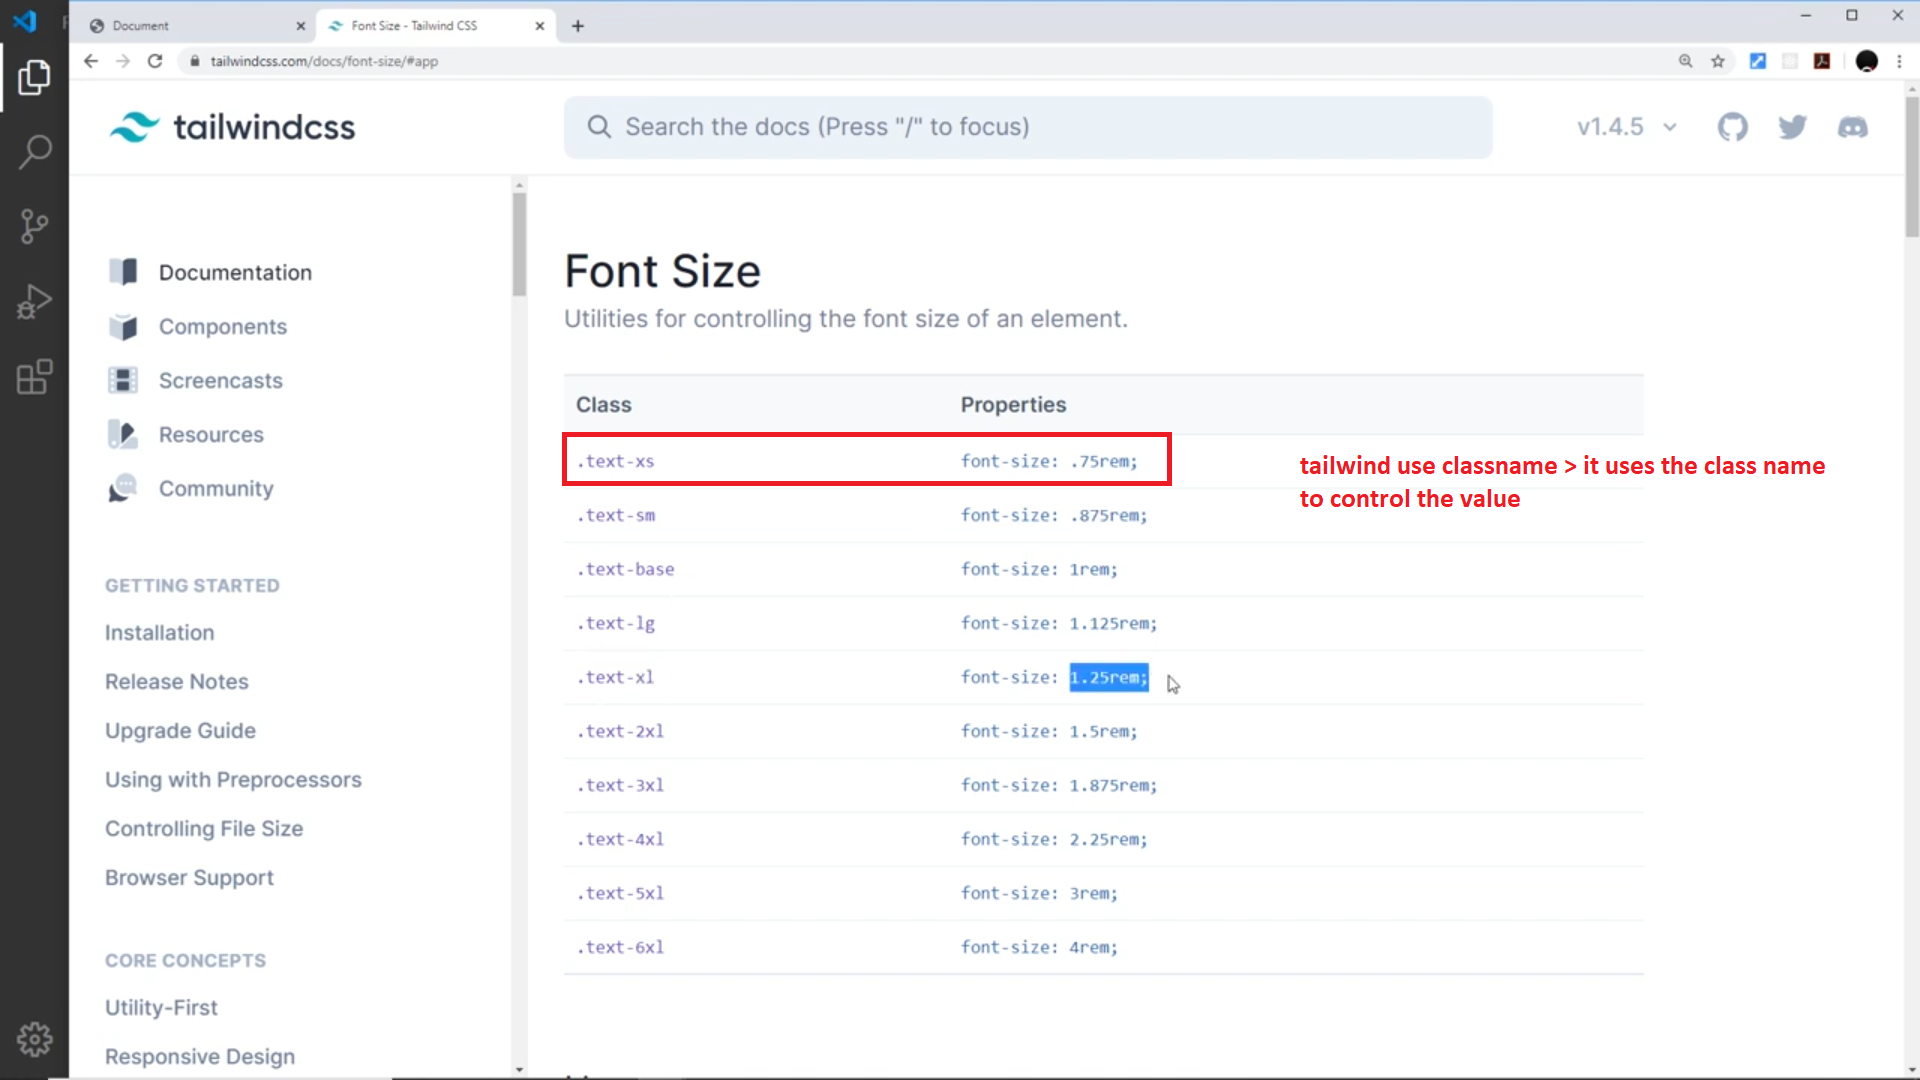 Document
Font Size - Tailwind CSS
tailwindcss.com/docs/font-size/#app
tailwindcss
Search the docs (Press "/" to focus)
v1.4.5
Documentation
Components
Screencasts
Resources
Community
GETTING STARTED
Installation
Release Notes
Upgrade Guide
Using with Preprocessors
Controlling File Size
Browser Support
CORE CONCEPTS
Utility-First
Responsive Design
Font Size
Utilities for controlling the font size of an element.
Class Properties
.text-xs font-size: .75rem;
.text-sm font-size: .875rem;
.text-base font-size: 1rem;
.text-lg font-size: 1.125rem;
.text-xl font-size: 1.25rem;
.text-2xl font-size: 1.5rem;
.text-3xl font-size: 1.875rem;
.text-4xl font-size: 2.25rem;
.text-5xl font-size: 3rem;
.text-6xl font-size: 4rem;
tailwind use classname > it uses the class name
to control the value